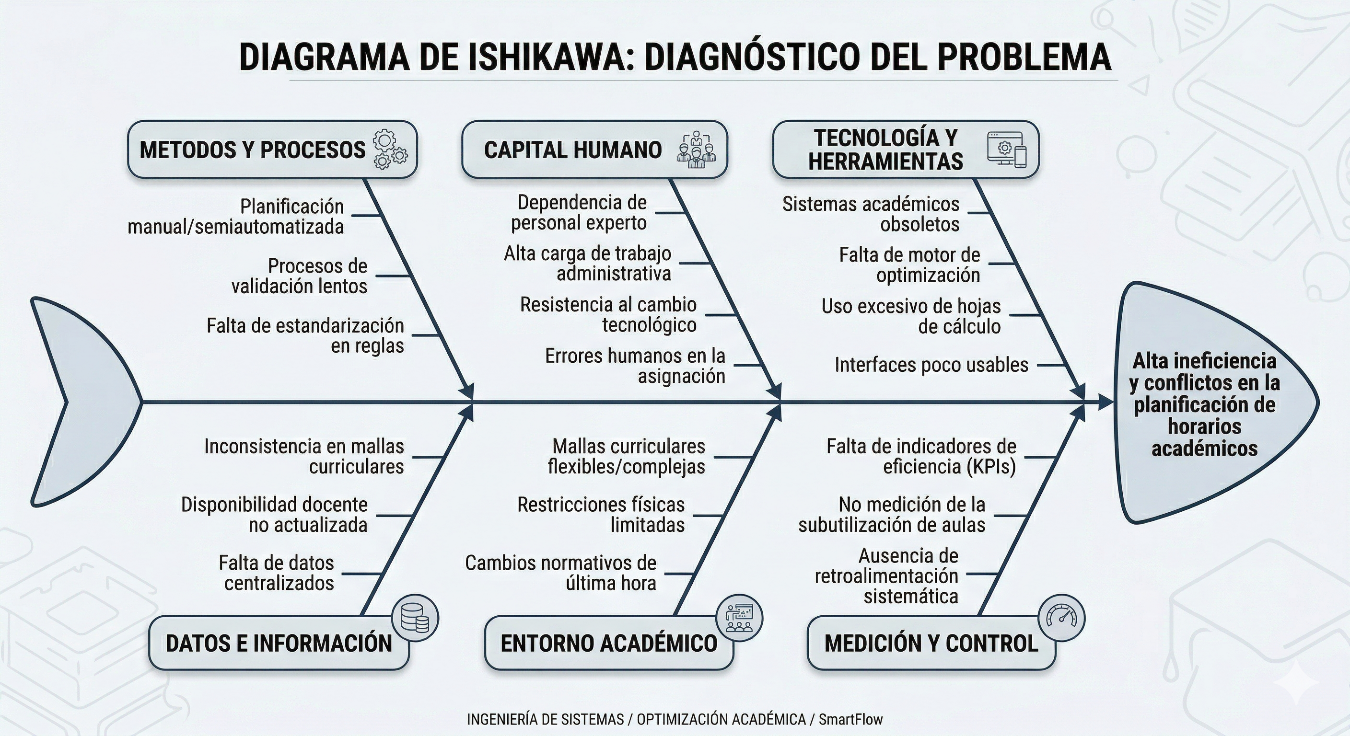 DIAGRAMA DE ISHIKAWA: DIAGNÓSTICO DEL PROBLEMA
METODOS Y PROCESOS
Planificación
manual/semiautomatizada
Procesos de
validación lentos
Falta de estandarización
en reglas
CAPITAL HUMANO
Dependencia de
personal experto
Alta carga de trabajo
administrativa
Resistencia al cambio
tecnológico
Errores humanos en la
asignación
TECNOLOGÍA Y
HERRAMIENTAS
Sistemas académicos
obsoletos
Falta de motor de
optimización
Uso excesivo de hojas
de cálculo
Interfaces poco usables
Alta ineficiencia
y conflictos en la
planificación de
horarios
académicos
Inconsistencia en mallas
curriculares
Disponibilidad docente
no actualizada
Falta de datos
centralizados
DATOS E INFORMACIÓN
Mallas curriculares
flexibles/complejas
Restricciones físicas
limitadas
Cambios normativos de
última hora
ENTORNO ACADÉMICO
Falta de indicadores de
eficiencia (KPIs)
No medición de la
subutilización de aulas
Ausencia de
retroalimentación
sistemática
MEDICIÓN Y CONTROL
INGENIERÍA DE SISTEMAS / OPTIMIZACIÓN ACADÉMICA / SmartFlow